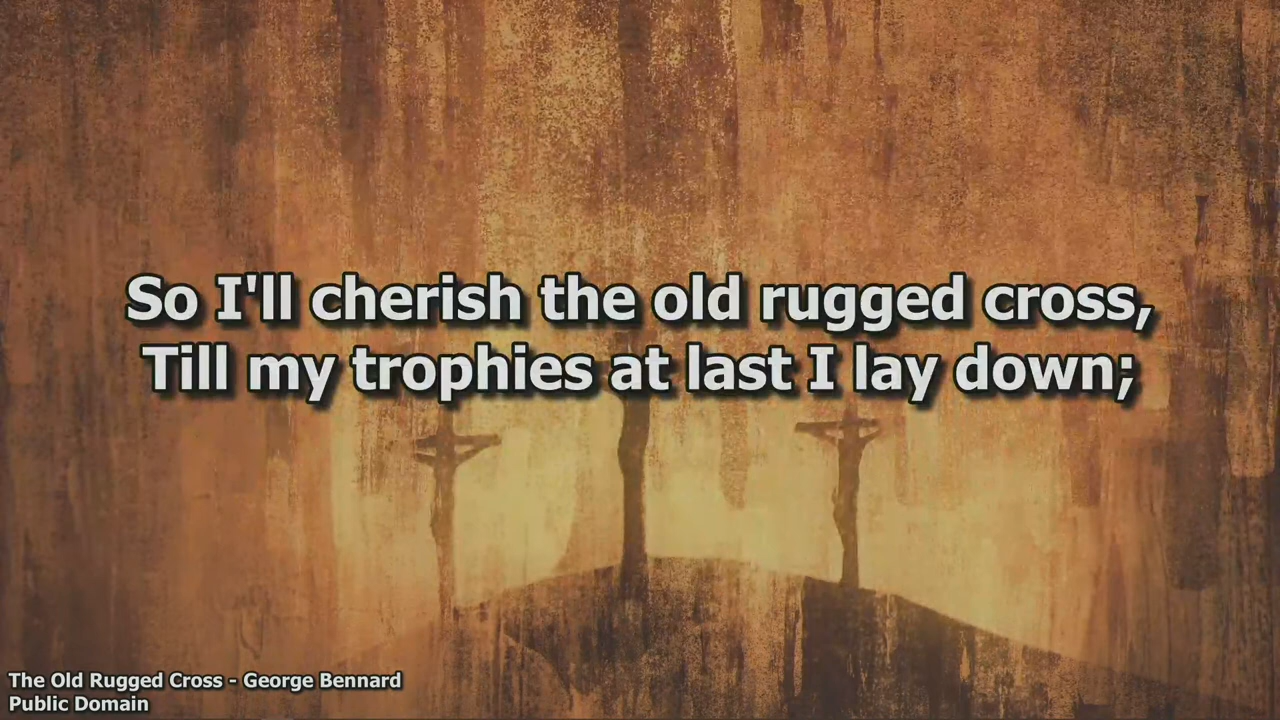 So I'll cherish the old rugged cross,
Till my trophies at last I lay down;
The Old Rugged Cross - George Bennard
Public Domain